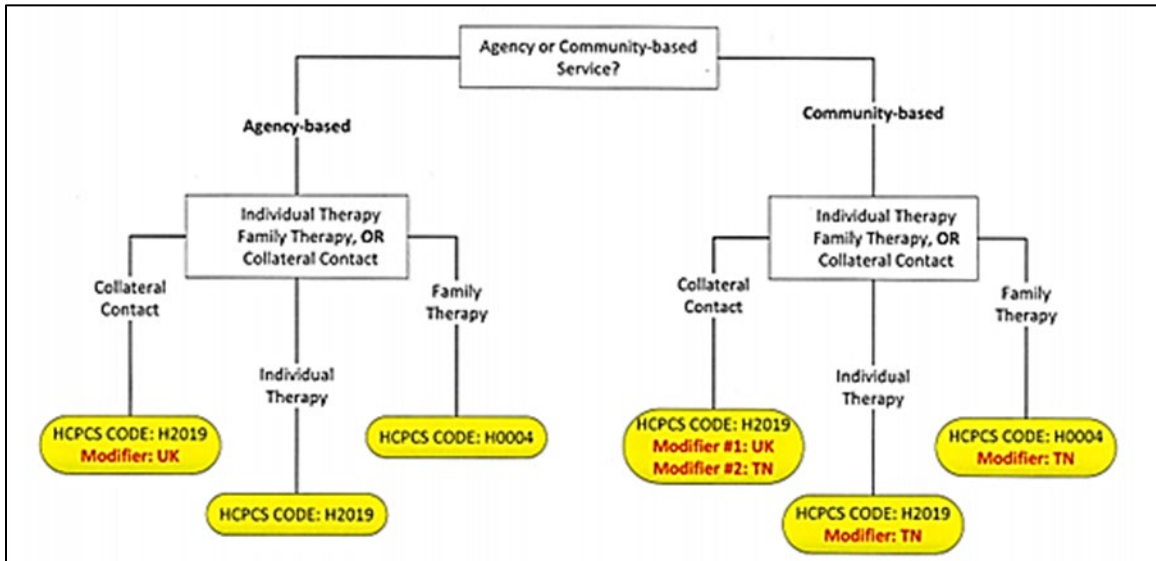 Agency or Community-based
Service?
Agency-based
Community-based
Individual Therapy
Family Therapy, OR
Collateral Contact
Collateral
Contact
Family
Therapy
Individual
Therapy
HCPCS CODE: H2019
Modifier: UK
HCPCS CODE: H0004
HCPCS CODE: H2019
Individual Therapy
Family Therapy, OR
Collateral Contact
Collateral
Contact
Family
Therapy
Individual
Therapy
HCPCS CODE: H2019
Modifier #1: UK
Modifier #2: TN
HCPCS CODE: H0004
Modifier: TN
HCPCS CODE: H2019
Modifier: TN